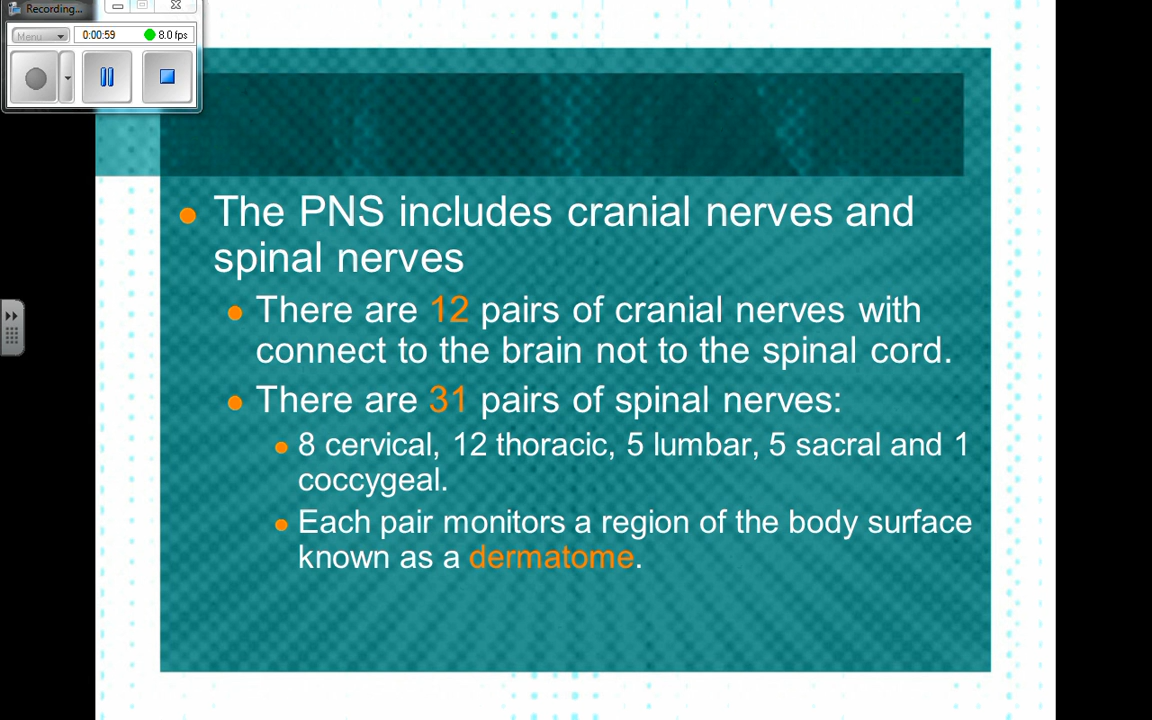 Recording...
Menu
0:00:59
8.0 fps
The PNS includes cranial nerves and
spinal nerves
There are 12 pairs of cranial nerves with
connect to the brain not to the spinal cord.
There are 31 pairs of spinal nerves:
8 cervical, 12 thoracic, 5 lumbar, 5 sacral and 1
coccygeal.
Each pair monitors a region of the body surface
known as a dermatome.